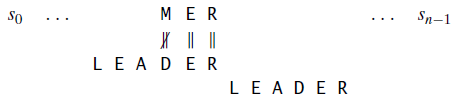 s0 ... M E R ... sn−1
∦ || ||
L E A D E R
L E A D E R